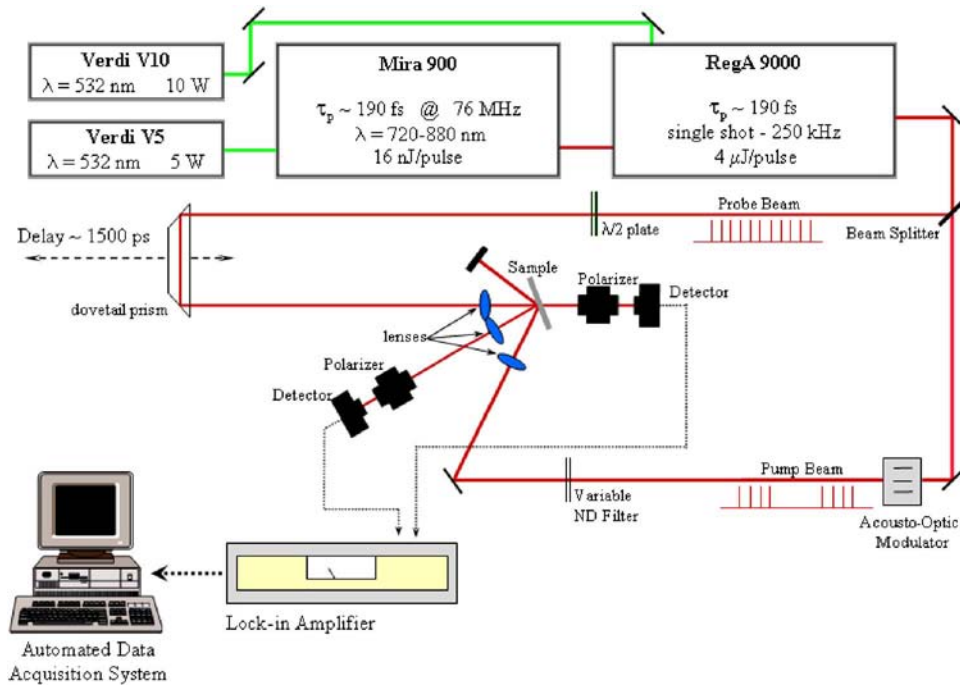 Verdi V10
λ = 532 nm 10 W
Verdi V5
λ = 532 nm 5 W
Mira 900
τp ~ 190 fs @ 76 MHz
λ = 720-880 nm
16 nJ/pulse
RegA 9000
τp ~ 190 fs
single shot - 250 kHz
4 μJ/pulse
Probe Beam
λ/2 plate
Beam Splitter
Delay ~ 1500 ps
dovetail prism
Sample
Polarizer
Detector
lenses
Polarizer
Detector
Pump Beam
Variable
ND Filter
Acousto-Optic
Modulator
Lock-in Amplifier
Automated Data
Acquisition System